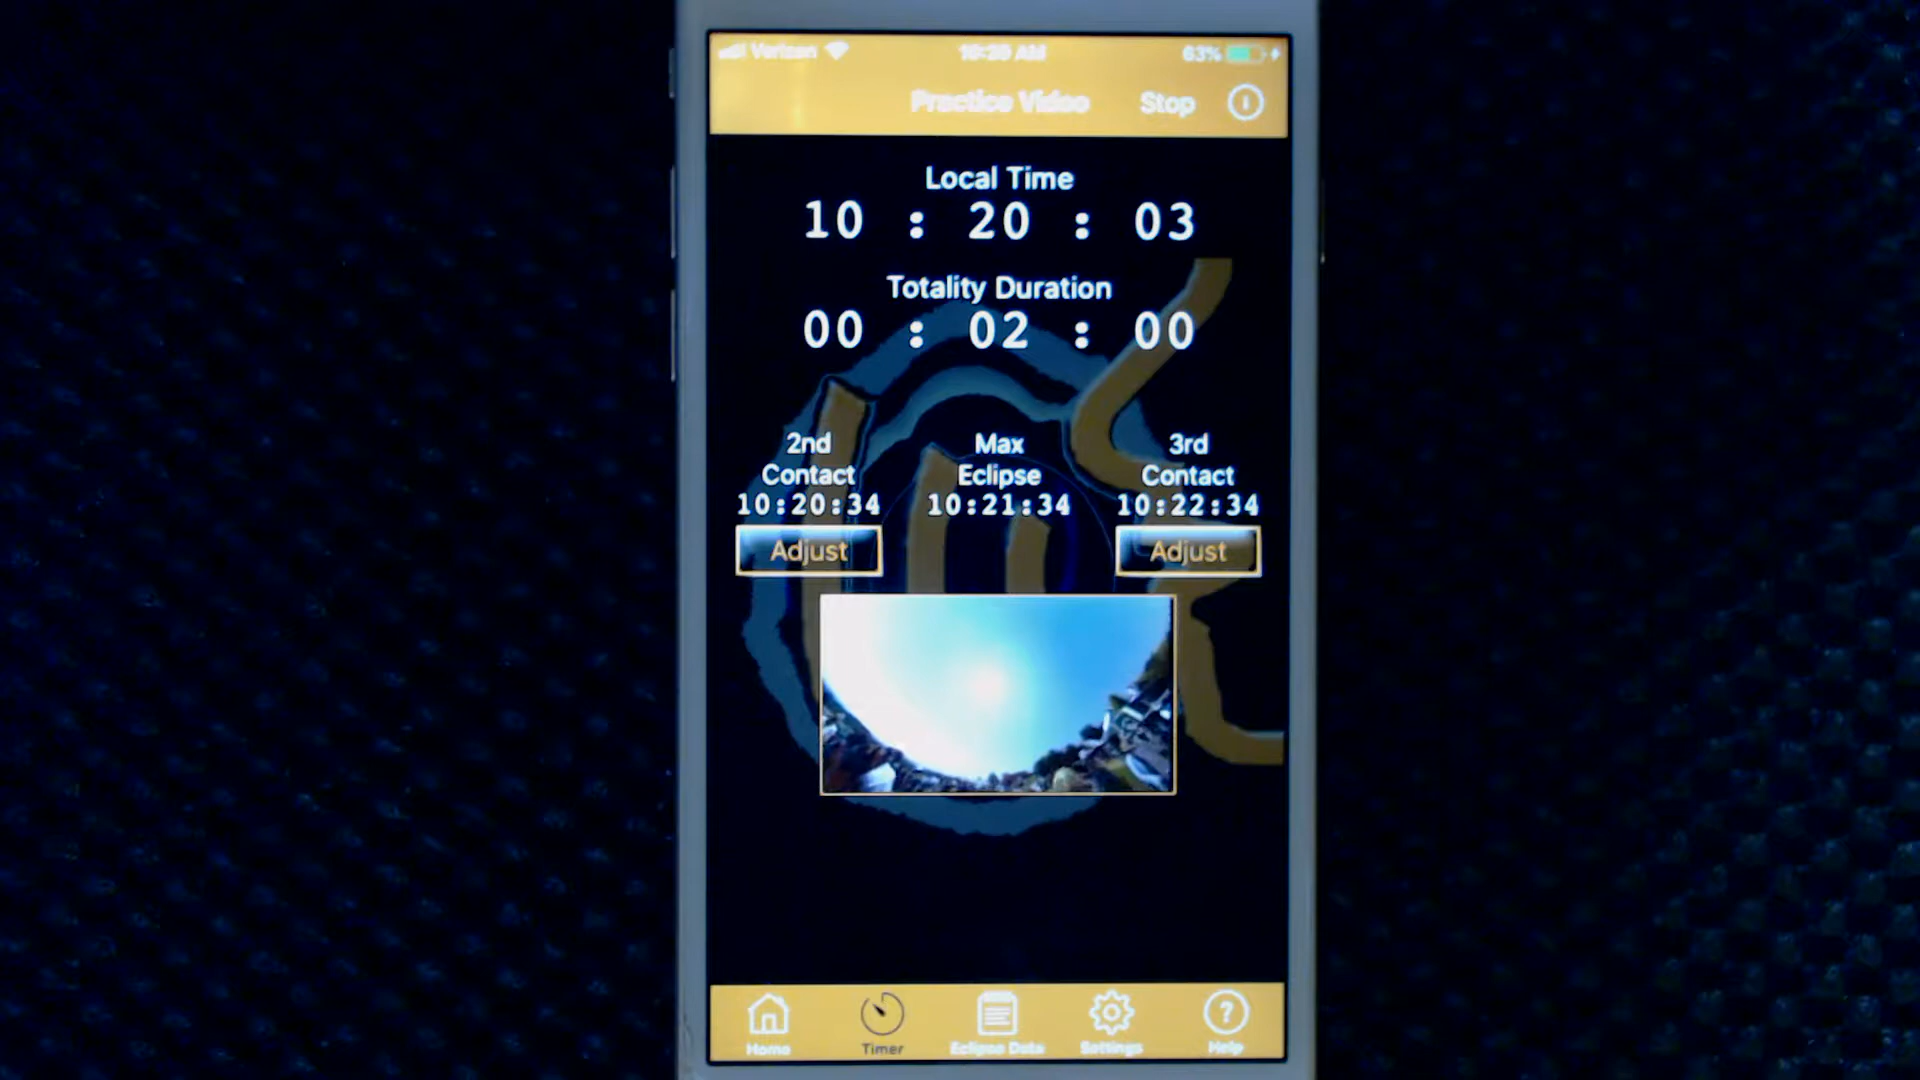 Verizon 10:20 AM 63%
Practice Video Stop
Local Time
10 : 20 : 03
Totality Duration
00 : 02 : 00
2nd Contact
10:20:34
Adjust
Max Eclipse
10:21:34
3rd Contact
10:22:34
Adjust
Home Timer Eclipse Data Settings Help